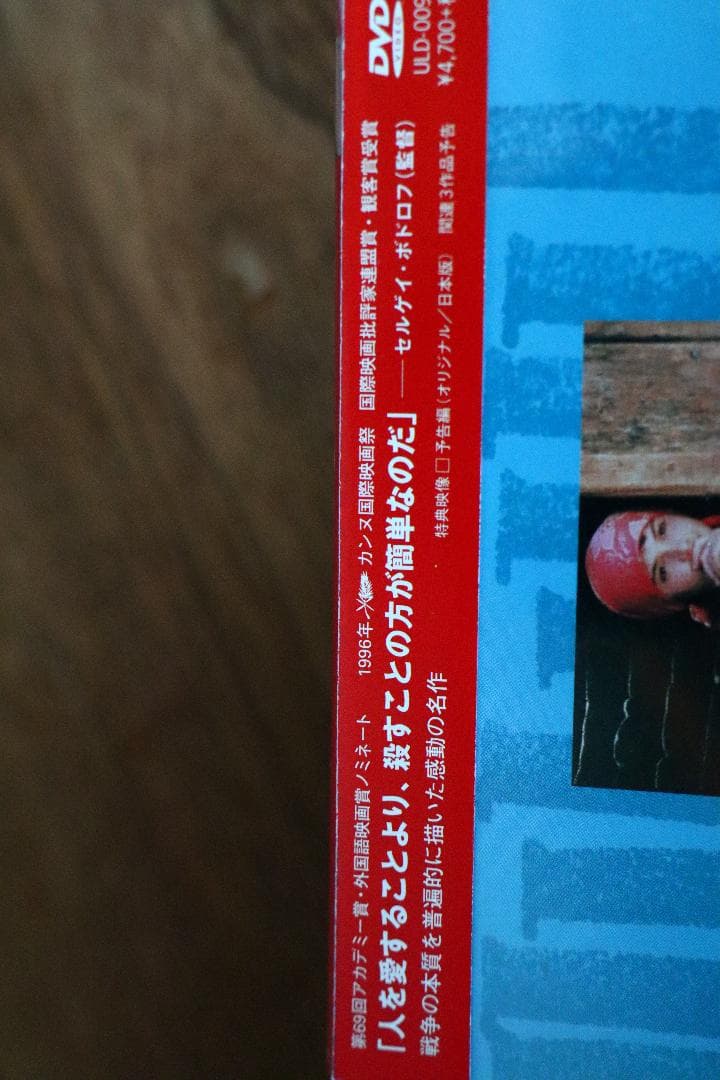 第69回アカデミー賞・外国語映画賞ノミネート 1996年 カンヌ国際映画祭 国際映画批評家連盟賞・観客賞受賞
「人を愛することより、殺すことの方が簡単なのだ」——セルゲイ・ボドロフ(監督)
戦争の本質を普遍的に描いた感動の名作
特典映像□予告編(オリジナル/日本版) 関連3作品予告
DVD
VIDEO
ULD-009
¥4,700+